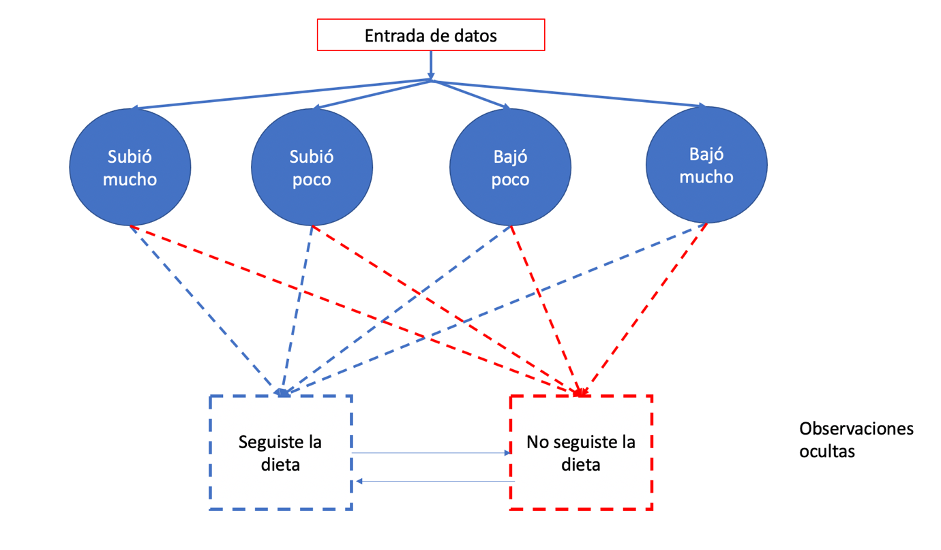 Entrada de datos
Subió
mucho
Subió
poco
Bajó
poco
Bajó
mucho
Seguiste la
dieta
No seguiste la
dieta
Observaciones
ocultas